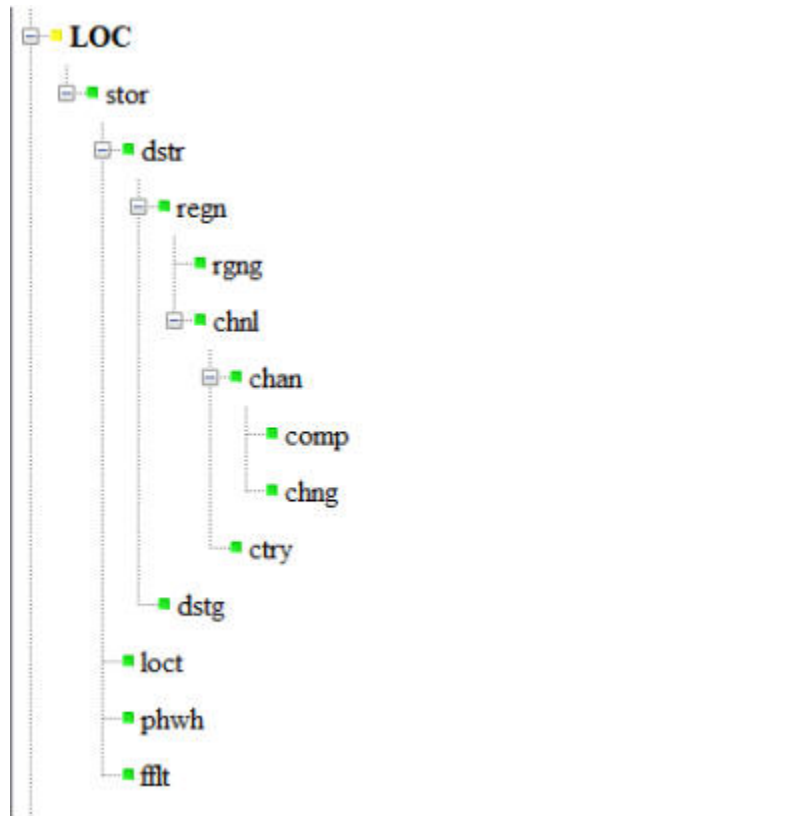 LOC
stor
dstr
regn
rgng
chnl
chan
comp
chng
ctry
dstg
loct
phwh
fflt